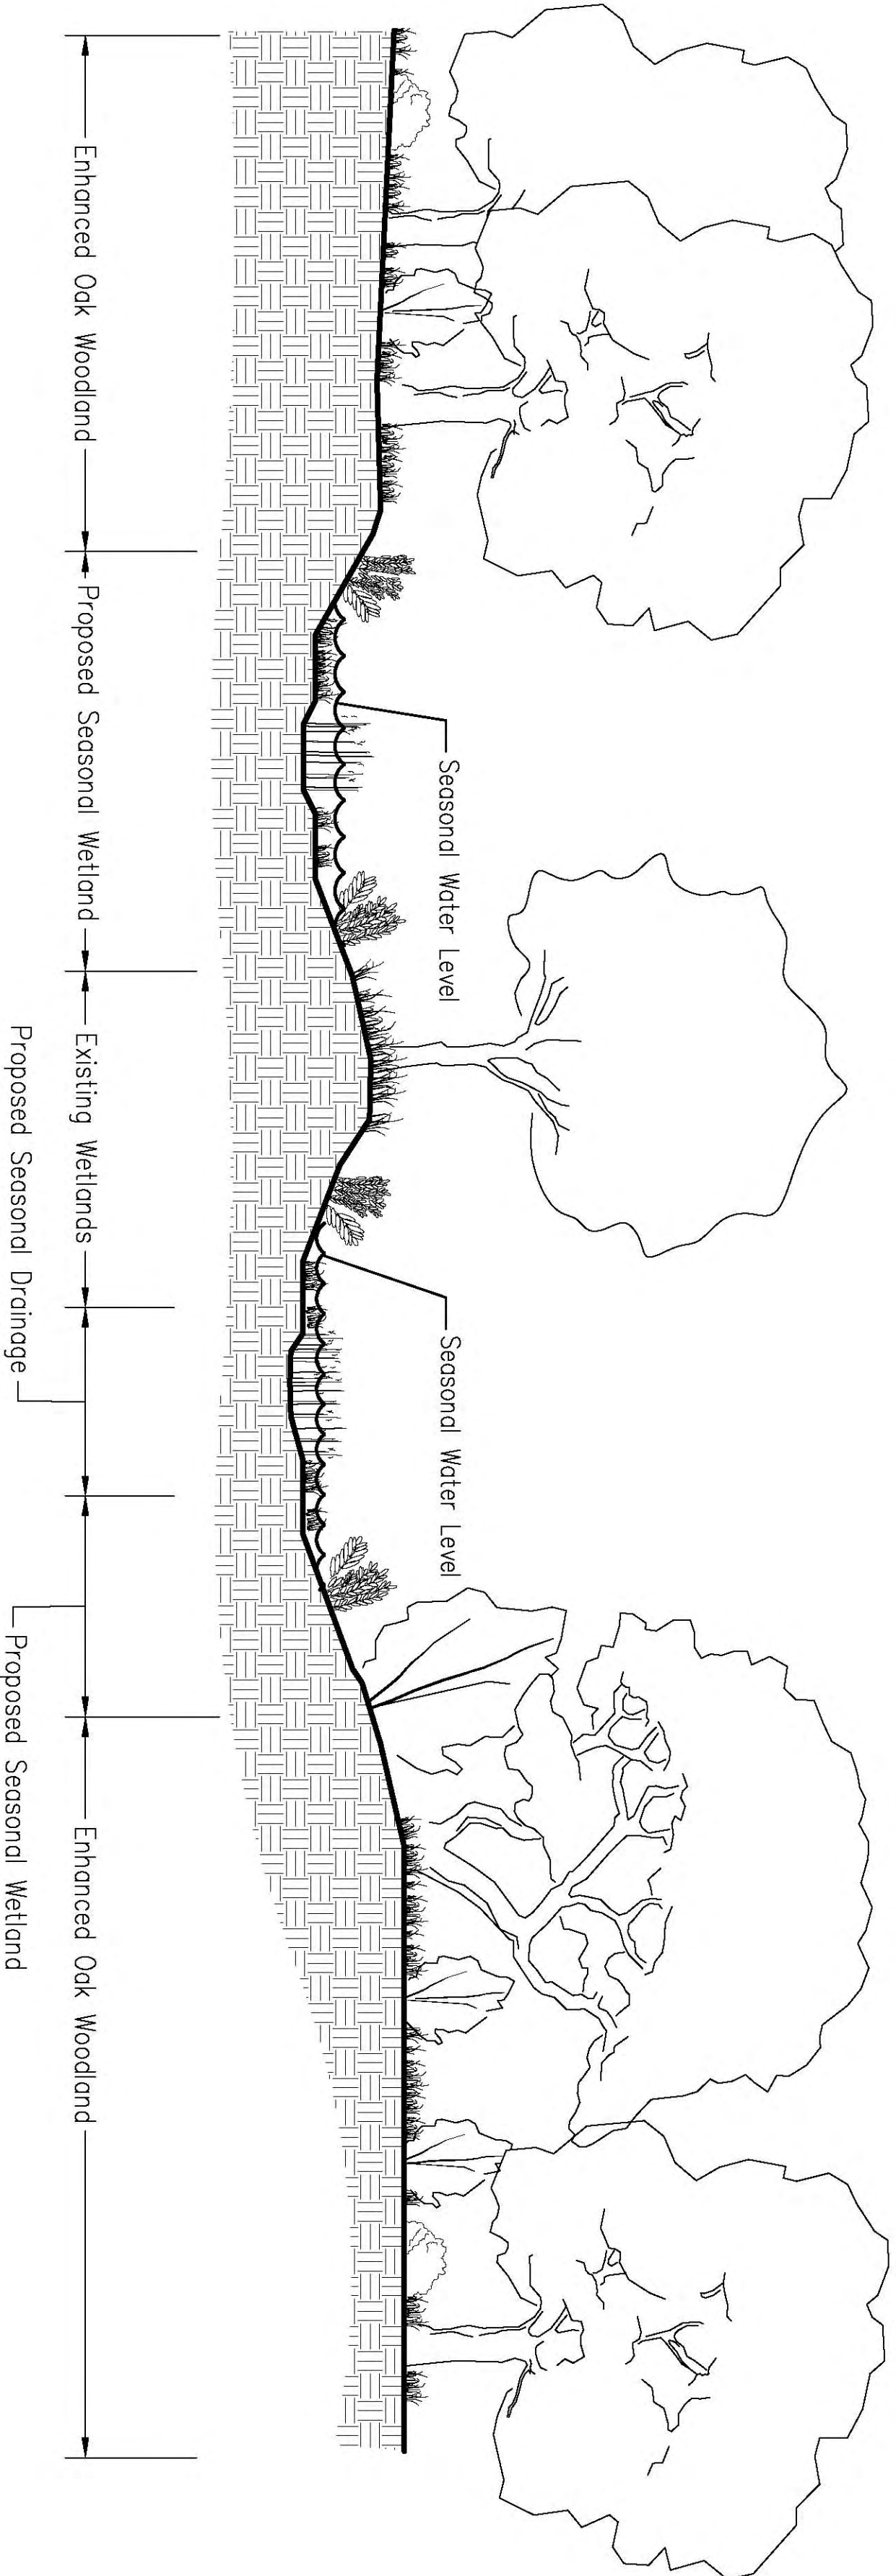 Seasonal Water Level
Seasonal Water Level
Enhanced Oak Woodland
Proposed Seasonal Wetland
Existing Wetlands
Enhanced Oak Woodland
Proposed Seasonal Drainage
Proposed Seasonal Wetland